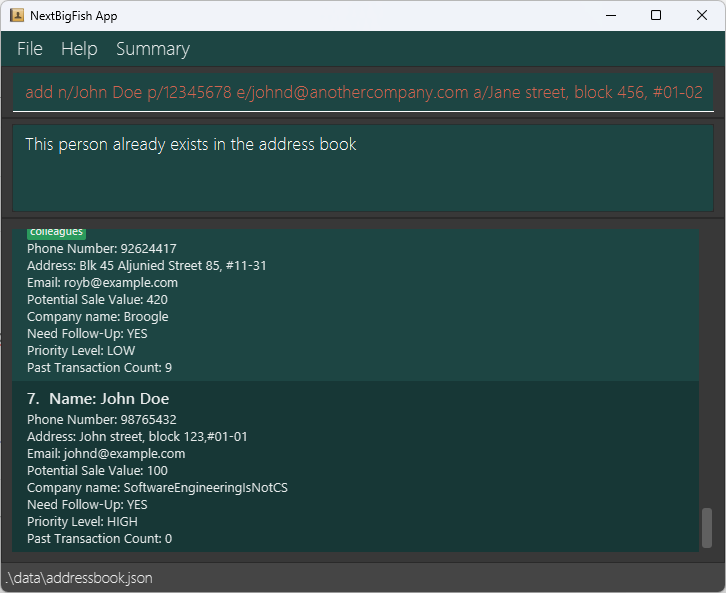 NextBigFish App
File Help Summary
add n/John Doe p/12345678 e/johnd@anothercompany.com a/Jane street, block 456, #01-02
This person already exists in the address book
colleagues
Phone Number: 92624417
Address: Blk 45 Aljunied Street 85, #11-31
Email: royb@example.com
Potential Sale Value: 420
Company name: Broogle
Need Follow-Up: YES
Priority Level: LOW
Past Transaction Count: 9
7. Name: John Doe
Phone Number: 98765432
Address: John street, block 123,#01-01
Email: johnd@example.com
Potential Sale Value: 100
Company name: SoftwareEngineeringIsNotCS
Need Follow-Up: YES
Priority Level: HIGH
Past Transaction Count: 0
.\data\addressbook.json